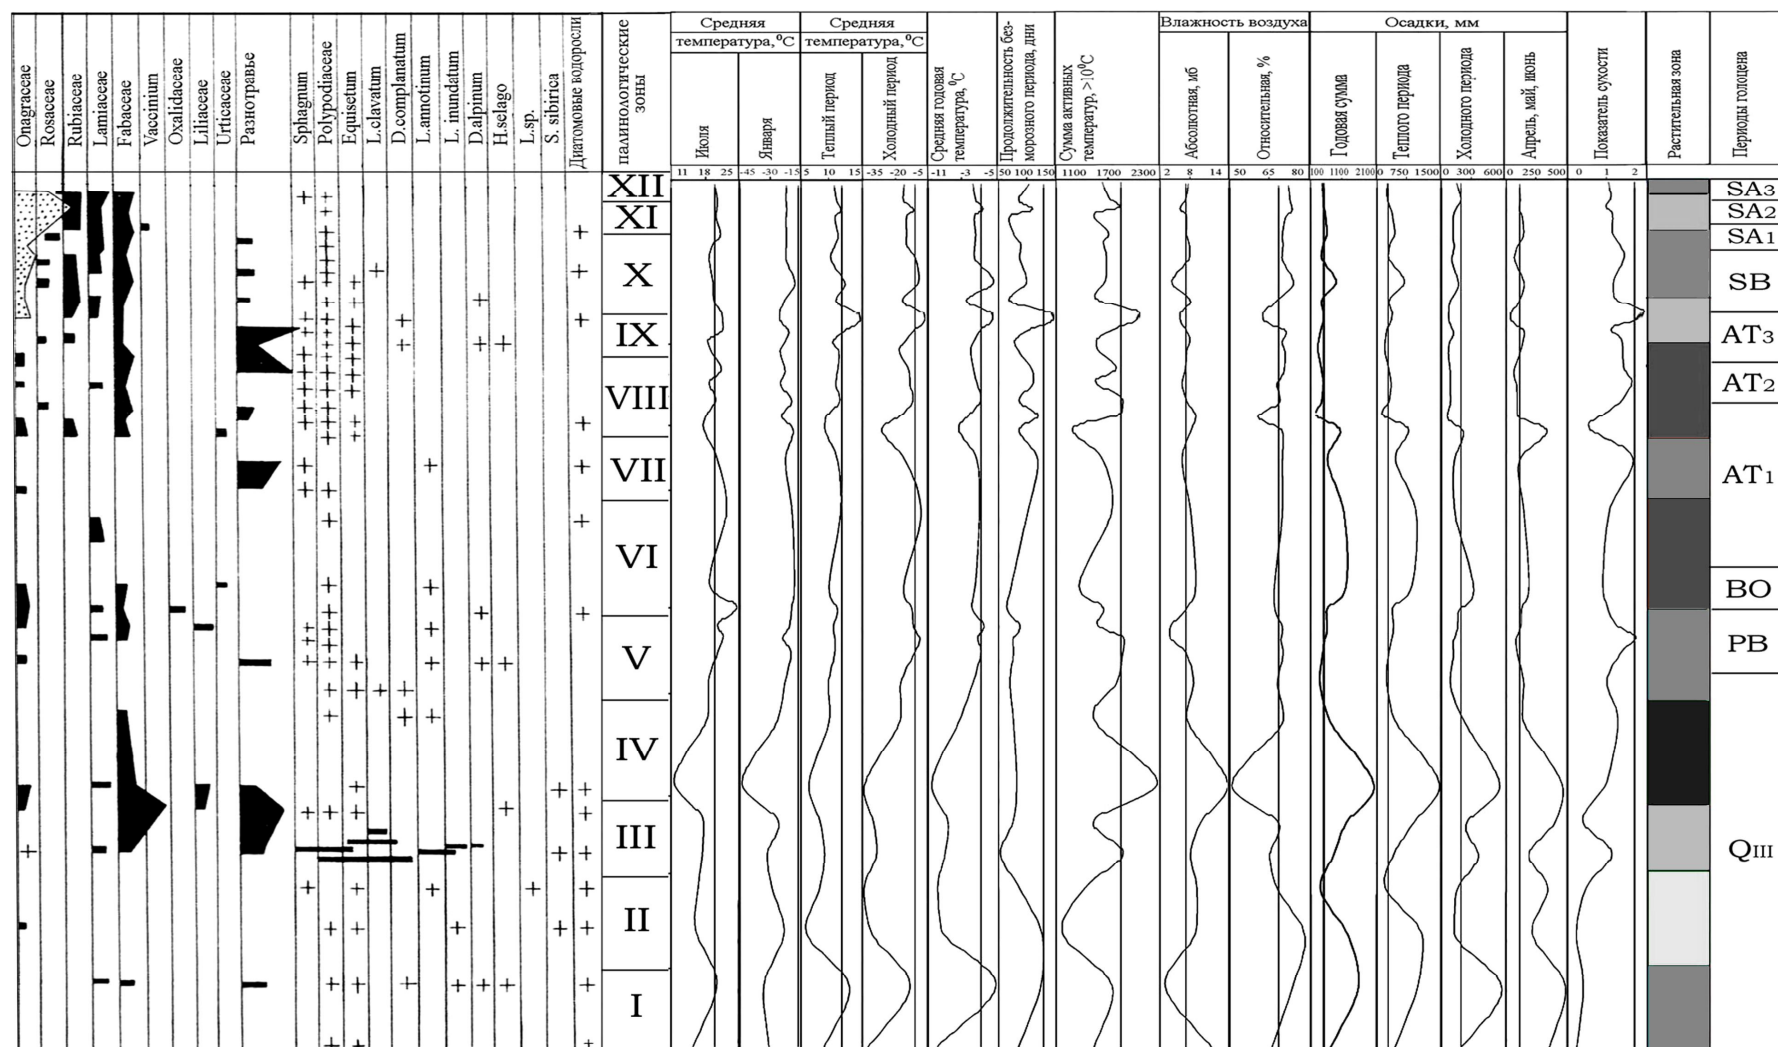 Onagraceae
Rosaceae
Rubiaceae
Lamiaceae
Fabaceae
Vaccinium
Oxalidaceae
Liliaceae
Urticaceae
Разнотравье
Sphagnum
Polypodiaceae
Equisetum
L.clavatum
D.complanatum
L.annotinum
L. inundatum
D.alpinum
H.selago
L.sp.
S. sibirica
Диатомовые водоросли
палинологические
зоны
Средняя
температура,°С
Июля
Января
Средняя
температура,°С
Теплый период
Холодный период
Средняя годовая
температура,°С
Продолжительность без-
морозного периода, дни
Сумма активных
температур, >10°С
Влажность воздуха
Абсолютная, мб
Относительная, %
Осадки, мм
Годовая сумма
Теплого периода
Холодного периода
Апрель, май, июнь
Показатель сухости
Растительная зона
Периоды голоцена
11 18 25
-45 -30 -15
5 10 15
-35 -20 -5
-11 -3 -5
50 100 150
1100 1700 2300
2 8 14
50 65 80
100 1100 2100
0 750 1500
0 300 600
0 250 500
0 1 2
XII
XI
X
IX
VIII
VII
VI
V
IV
III
II
I
SA3
SA2
SA1
SB
AT3
AT2
AT1
BO
PB
QIII